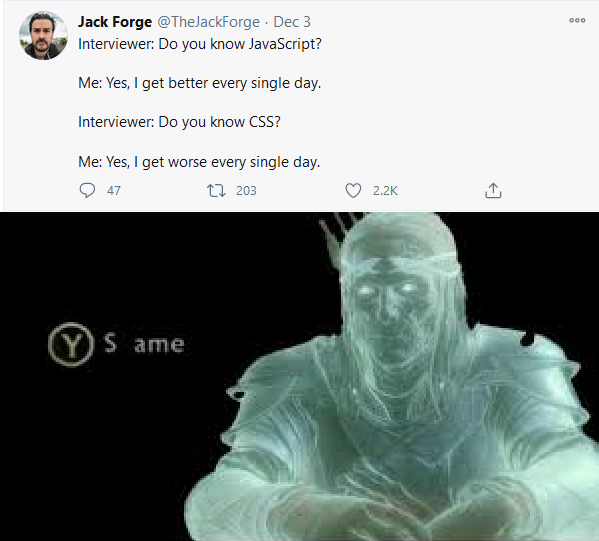 Jack Forge @TheJackForge · Dec 3
Interviewer: Do you know JavaScript?
Me: Yes, I get better every single day.
Interviewer: Do you know CSS?
Me: Yes, I get worse every single day.
47 203 2.2K
Y S ame